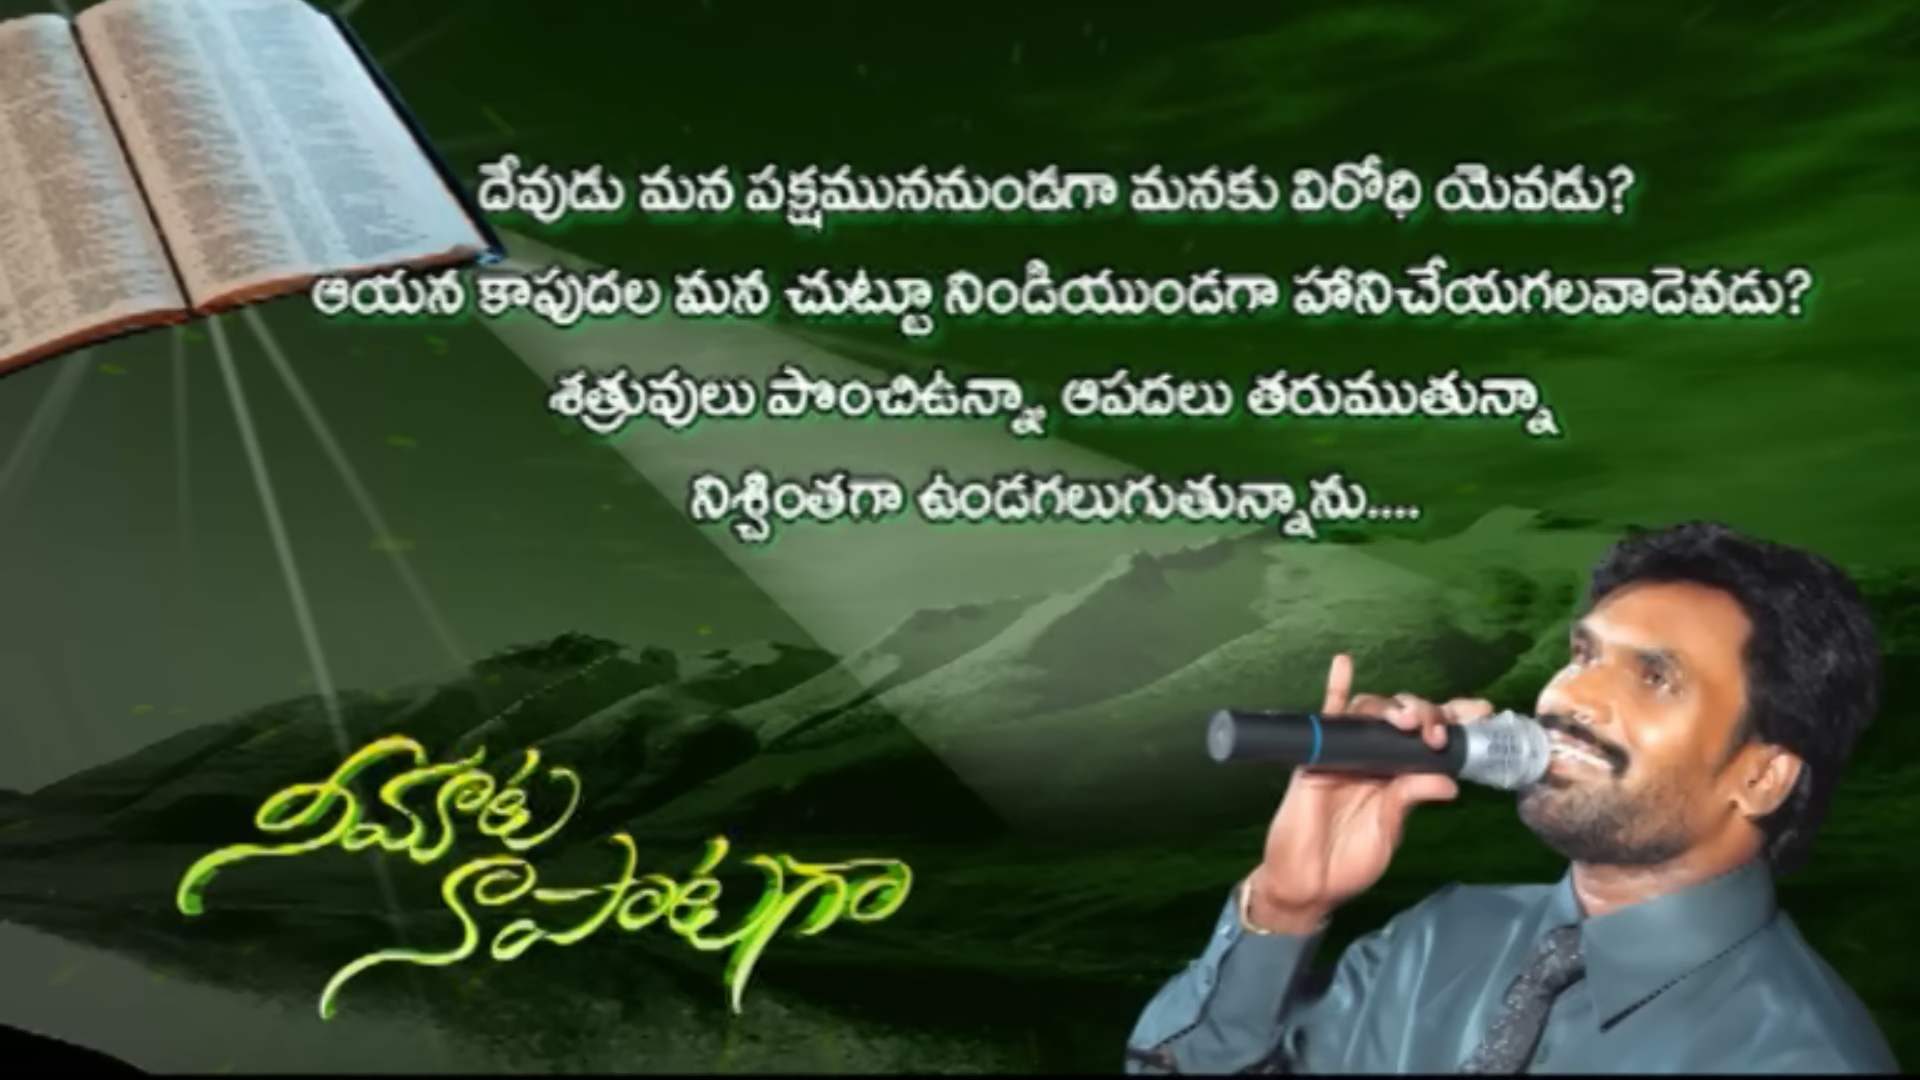 దేవుడు మన పక్షముననుండగా మనకు విరోధి యెవడు?
ఆయన కాపుదల మన చుట్టూ నిండియుండగా హానిచేయగలవాడెవడు?
శత్రువులు పొంచిఉన్నా, ఆపదలు తరుముతున్నా
నిశ్చింతగా ఉండగలుగుతున్నాను....
నీమాట
నాపాటగా